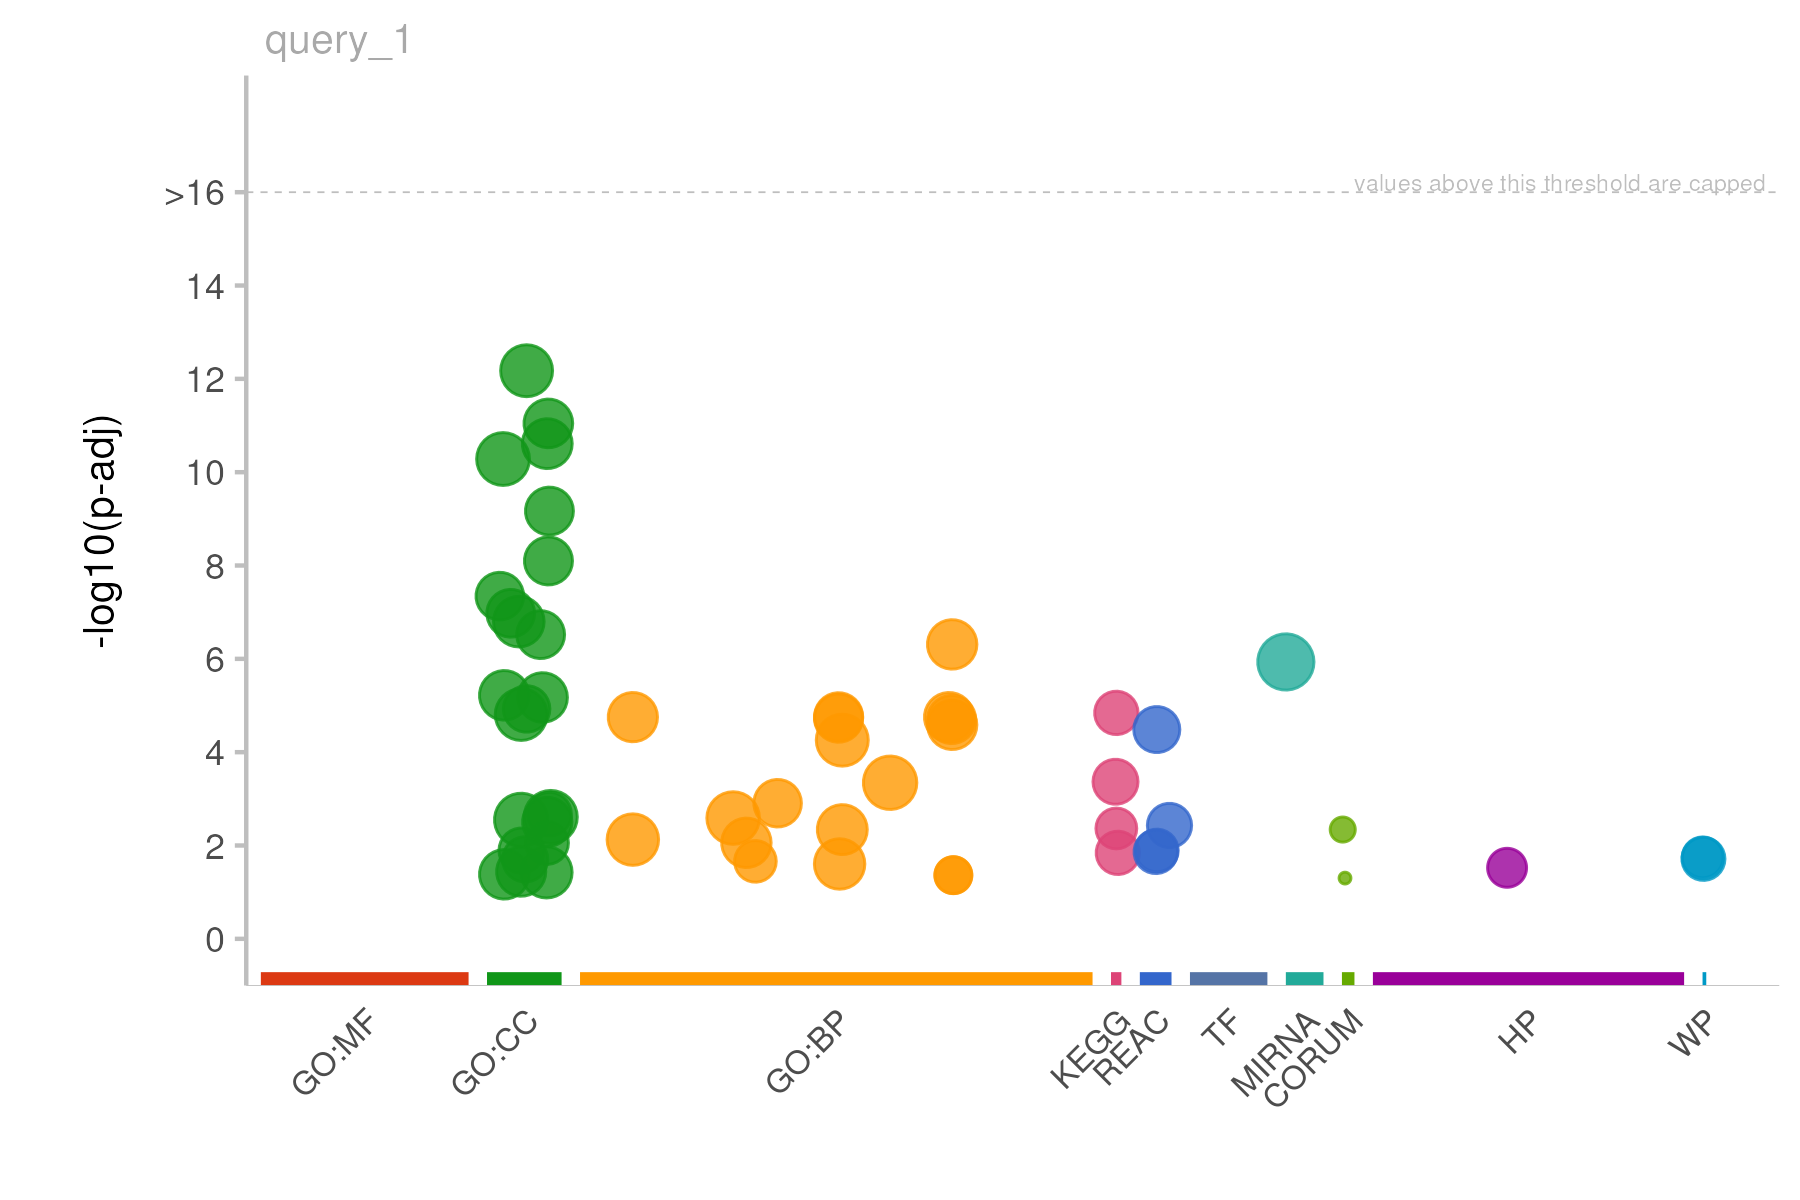 query_1
values above this threshold are capped
>16
14
12
10
8
6
4
2
0
-log10(p-adj)
GO:MF
GO:CC
GO:BP
KEGG
REAC
TF
MIRNA
CORUM
HP
WP